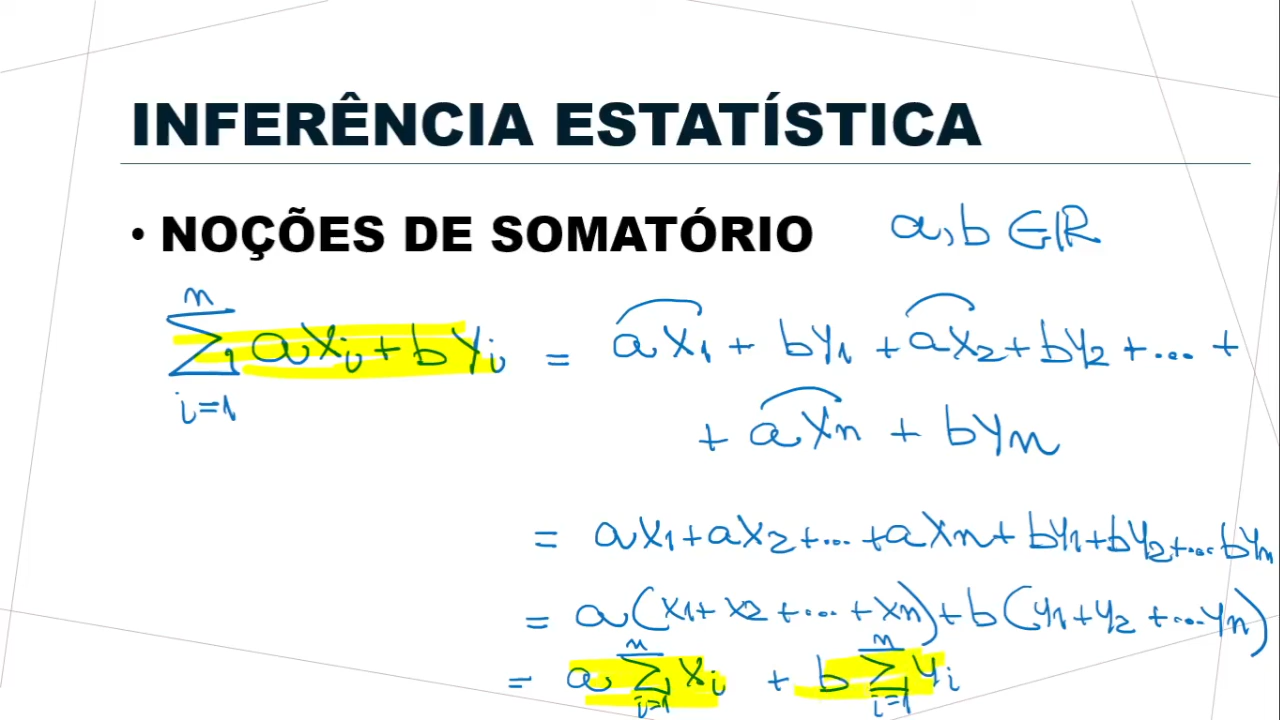 INFERÊNCIA ESTATÍSTICA
• NOÇÕES DE SOMATÓRIO a, b ∈ ℝ
n
∑ axi + byi = ax1 + by1 + ax2 + by2 + ... +
i=1
+ axn + byn
= ax1 + ax2 + ... + axn + by1 + by2 + ... byn
= a(x1 + x2 + ... + xn) + b(y1 + y2 + ... yn)
n n
= a ∑ xi + b ∑ yi
i=1 i=1